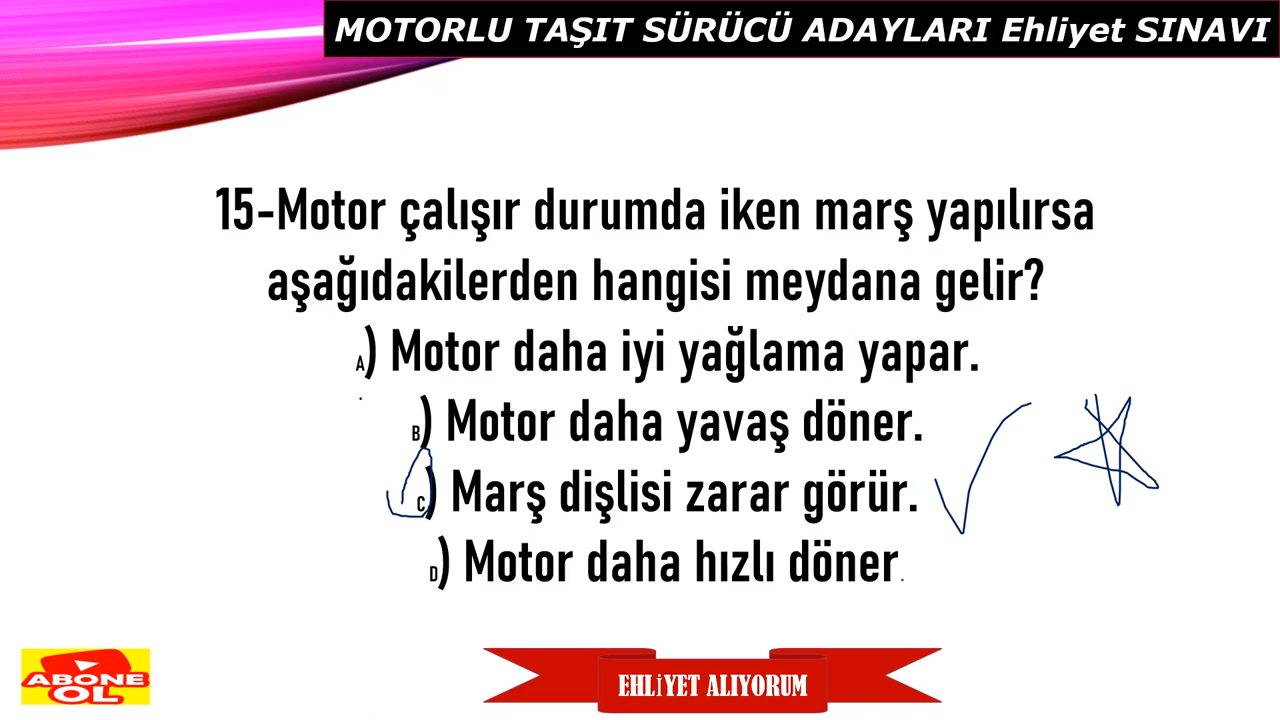 MOTORLU TAŞIT SÜRÜCÜ ADAYLARI Ehliyet SINAVI
15-Motor çalışır durumda iken marş yapılırsa
aşağıdakilerden hangisi meydana gelir?
A) Motor daha iyi yağlama yapar.
B) Motor daha yavaş döner.
C) Marş dişlisi zarar görür.
D) Motor daha hızlı döner.
ABONE
OL
EHLİYET ALIYORUM